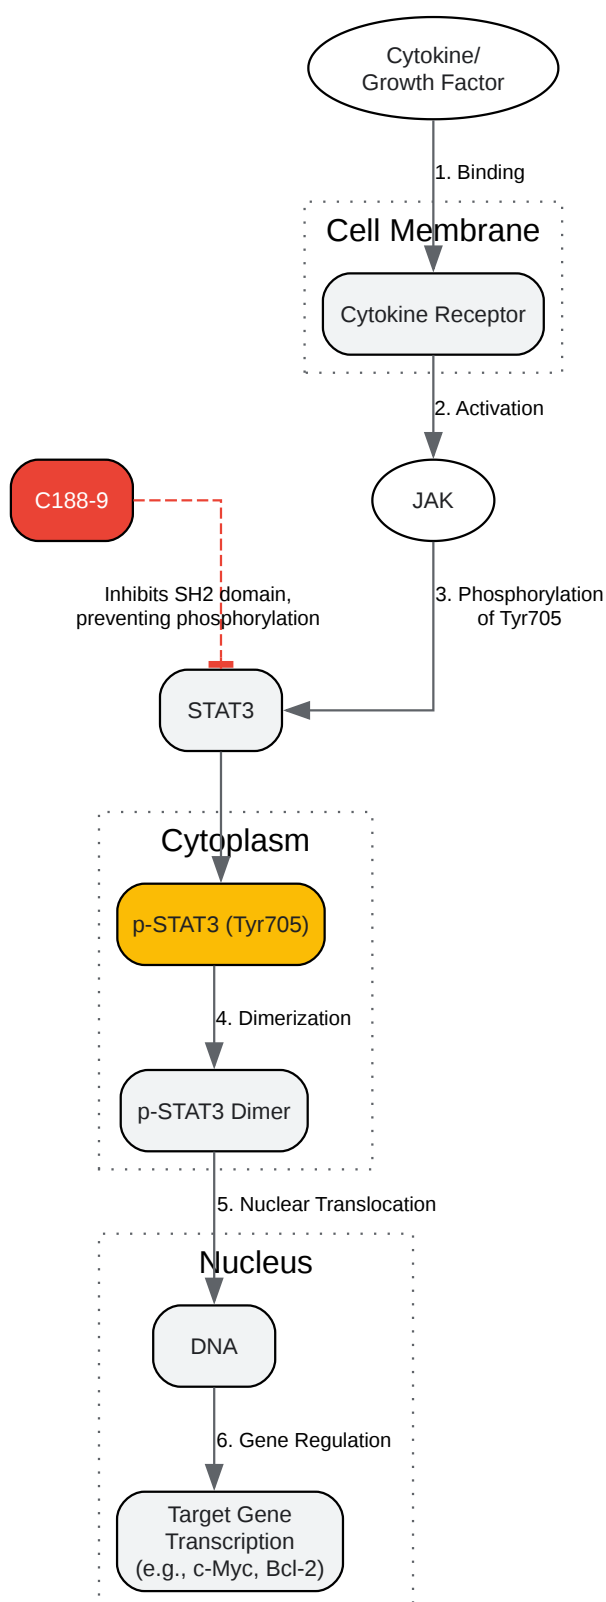 Cytokine/
Growth Factor
1. Binding
Cell Membrane
Cytokine Receptor
2. Activation
C188-9
JAK
Inhibits SH2 domain,
preventing phosphorylation
3. Phosphorylation
of Tyr705
STAT3
Cytoplasm
p-STAT3 (Tyr705)
4. Dimerization
p-STAT3 Dimer
5. Nuclear Translocation
Nucleus
DNA
6. Gene Regulation
Target Gene
Transcription
(e.g., c-Myc, Bcl-2)